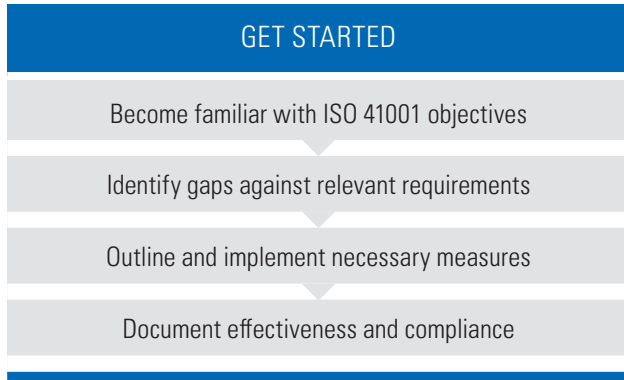 GET STARTED
Become familiar with ISO 41001 objectives
Identify gaps against relevant requirements
Outline and implement necessary measures
Document effectiveness and compliance